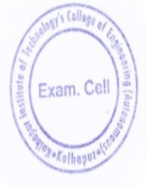 Kolhapur Institute of Technology's College of Engineering (Autonomous), Kolhapur
Exam. Cell